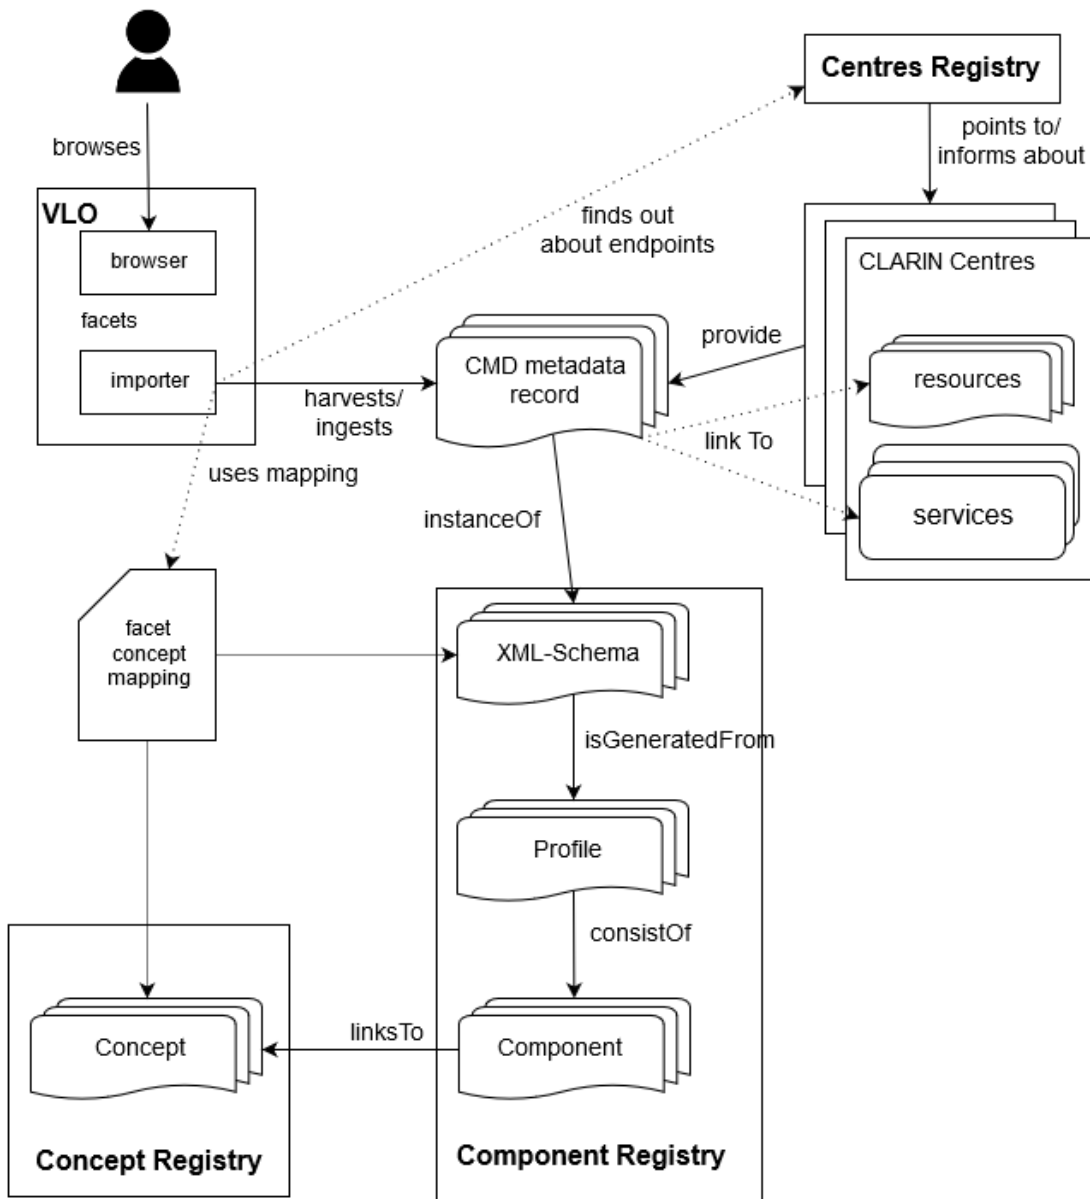 Centres Registry
points to/
informs about
browses
VLO
browser
facets
importer
finds out
about endpoints
CLARIN Centres
provide
CMD metadata
record
resources
harvests/
ingests
link To
services
uses mapping
instanceOf
facet
concept
mapping
XML-Schema
isGeneratedFrom
Profile
consistOf
Concept
linksTo
Component
Concept Registry
Component Registry